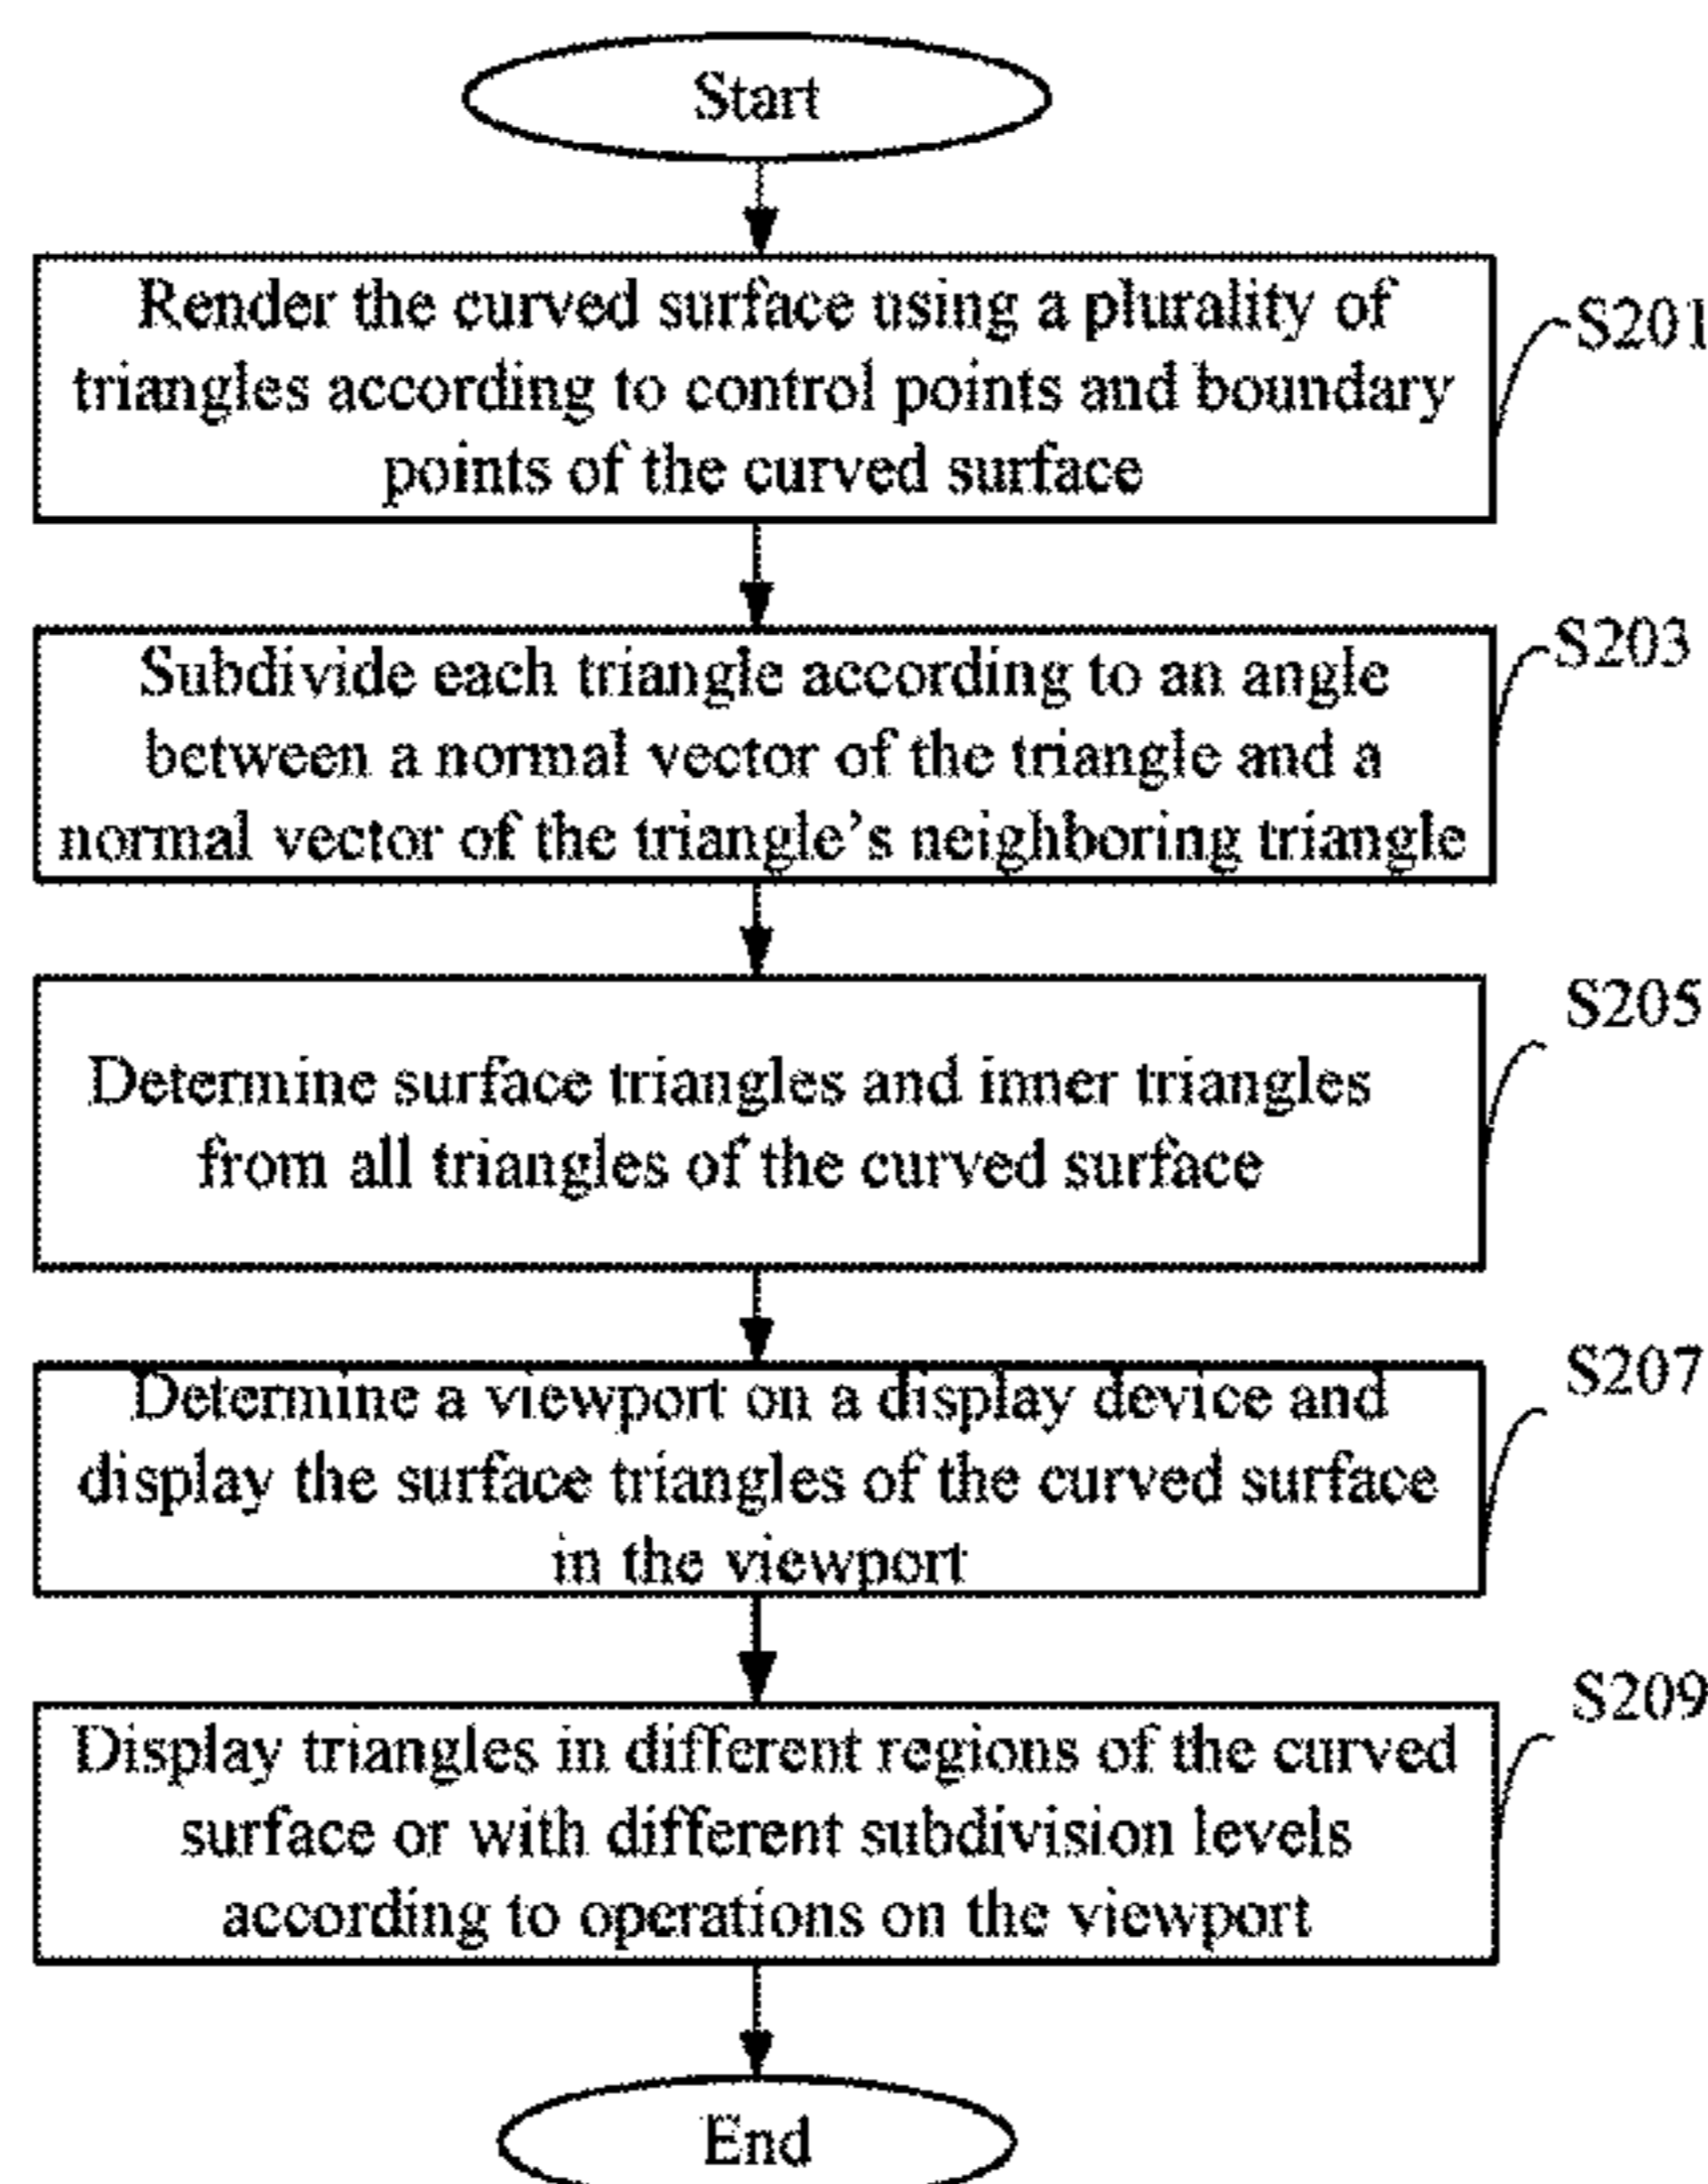 Start
Render the curved surface using a plurality of
triangles according to control points and boundary
points of the curved surface
S201
Subdivide each triangle according to an angle
between a normal vector of the triangle and a
normal vector of the triangle's neighboring triangle
S203
Determine surface triangles and inner triangles
from all triangles of the curved surface
S205
Determine a viewport on a display device and
display the surface triangles of the curved surface
in the viewport
S207
Display triangles in different regions of the curved
surface or with different subdivision levels
according to operations on the viewport
S209
End